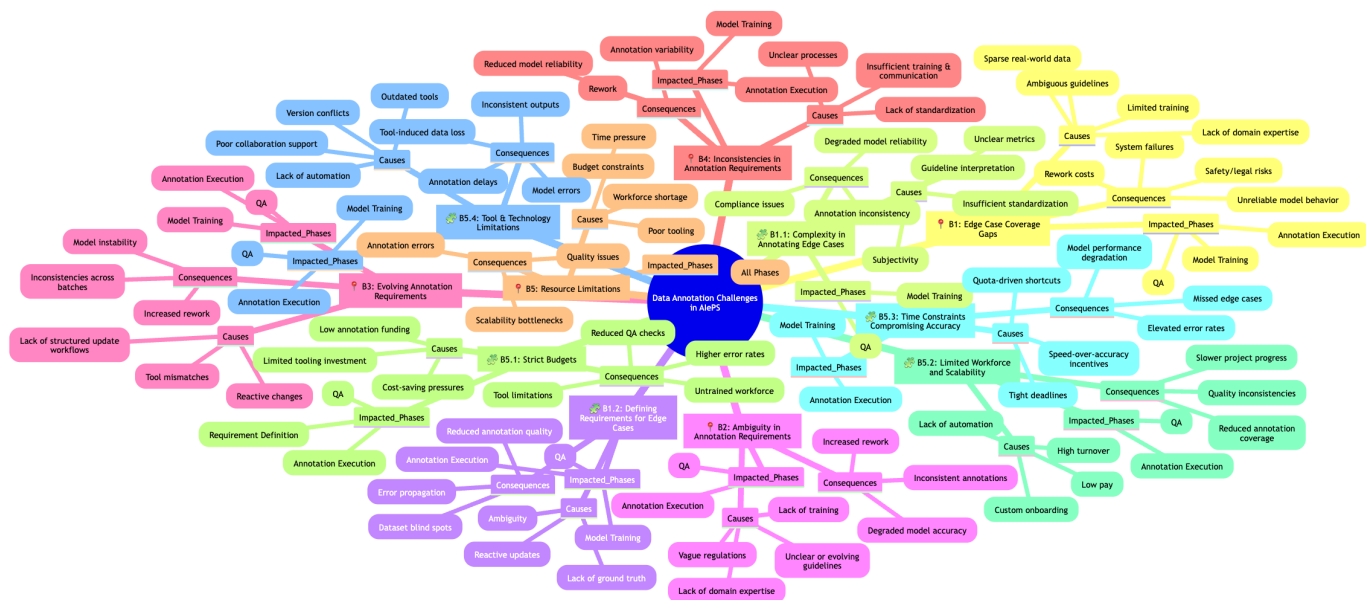 Data Annotation Challenges
in AIePS
📍 B4: Inconsistencies in
Annotation Requirements
Impacted_Phases
Model Training
Annotation Execution
Consequences
Annotation variability
Reduced model reliability
Rework
Causes
Unclear processes
Insufficient training &
communication
Lack of standardization
📍 B1: Edge Case Coverage
Gaps
Causes
Sparse real-world data
Ambiguous guidelines
Limited training
Lack of domain expertise
Consequences
System failures
Rework costs
Safety/legal risks
Unreliable model behavior
Impacted_Phases
Annotation Execution
Model Training
QA
🧩 B1.1: Complexity in
Annotating Edge Cases
Consequences
Degraded model reliability
Compliance issues
Annotation inconsistency
Causes
Unclear metrics
Guideline interpretation
Insufficient standardization
Subjectivity
Impacted_Phases
Model Training
QA
🧩 B5.4: Tool & Technology
Limitations
Causes
Outdated tools
Version conflicts
Poor collaboration support
Lack of automation
Consequences
Inconsistent outputs
Tool-induced data loss
Annotation delays
Model errors
Impacted_Phases
Model Training
QA
Annotation Execution
📍 B5: Resource Limitations
Causes
Time pressure
Budget constraints
Workforce shortage
Poor tooling
Consequences
Annotation errors
Quality issues
Scalability bottlenecks
Impacted_Phases
All Phases
📍 B3: Evolving Annotation
Requirements
Impacted_Phases
Annotation Execution
QA
Model Training
Consequences
Model instability
Inconsistencies across
batches
Increased rework
Causes
Lack of structured update
workflows
Tool mismatches
Reactive changes
🧩 B5.3: Time Constraints
Compromising Accuracy
Consequences
Model performance
degradation
Missed edge cases
Elevated error rates
Causes
Quota-driven shortcuts
Speed-over-accuracy
incentives
Tight deadlines
Impacted_Phases
Model Training
Annotation Execution
🧩 B5.1: Strict Budgets
Causes
Low annotation funding
Limited tooling investment
Cost-saving pressures
Consequences
Reduced QA checks
Higher error rates
Tool limitations
Untrained workforce
Impacted_Phases
QA
Requirement Definition
Annotation Execution
🧩 B5.2: Limited Workforce
and Scalability
Consequences
Slower project progress
Quality inconsistencies
Reduced annotation
coverage
Impacted_Phases
QA
Annotation Execution
Causes
Lack of automation
High turnover
Low pay
Custom onboarding
🧩 B1.2: Defining
Requirements for Edge
Cases
Consequences
Reduced annotation quality
Error propagation
Dataset blind spots
Impacted_Phases
Annotation Execution
QA
Model Training
Causes
Ambiguity
Reactive updates
Lack of ground truth
📍 B2: Ambiguity in
Annotation Requirements
Impacted_Phases
QA
Annotation Execution
Consequences
Increased rework
Inconsistent annotations
Degraded model accuracy
Causes
Lack of training
Vague regulations
Unclear or evolving
guidelines
Lack of domain expertise